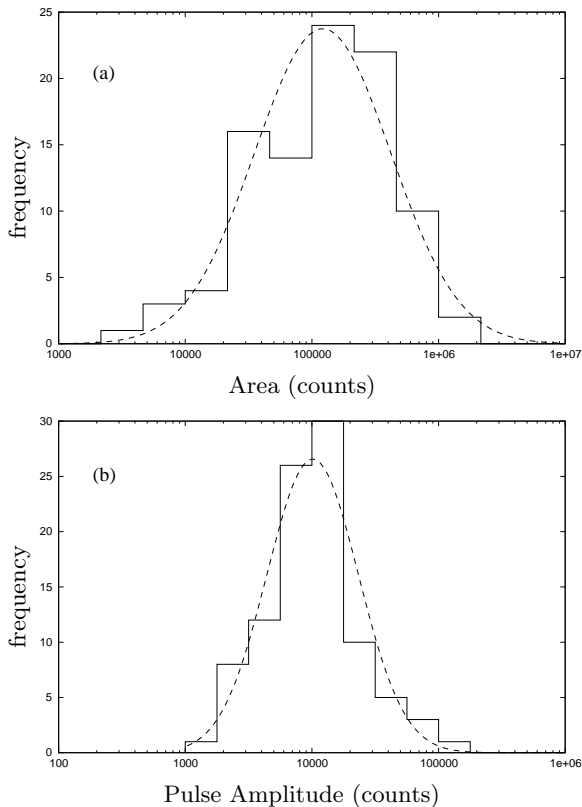 25
20
15
10
5
0
frequency
(a)
1000 10000 100000 1e+06 1e+07
Area (counts)
30
25
20
15
10
5
0
frequency
(b)
100 1000 10000 100000 1e+06
Pulse Amplitude (counts)